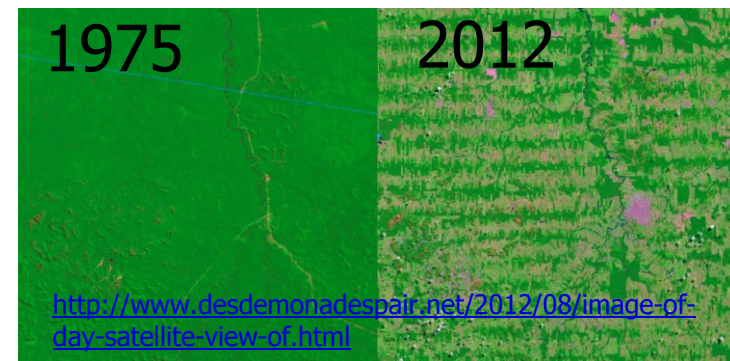 1975
2012
http://www.desdemonadespair.net/2012/08/image-of-
day-satellite-view-of.html